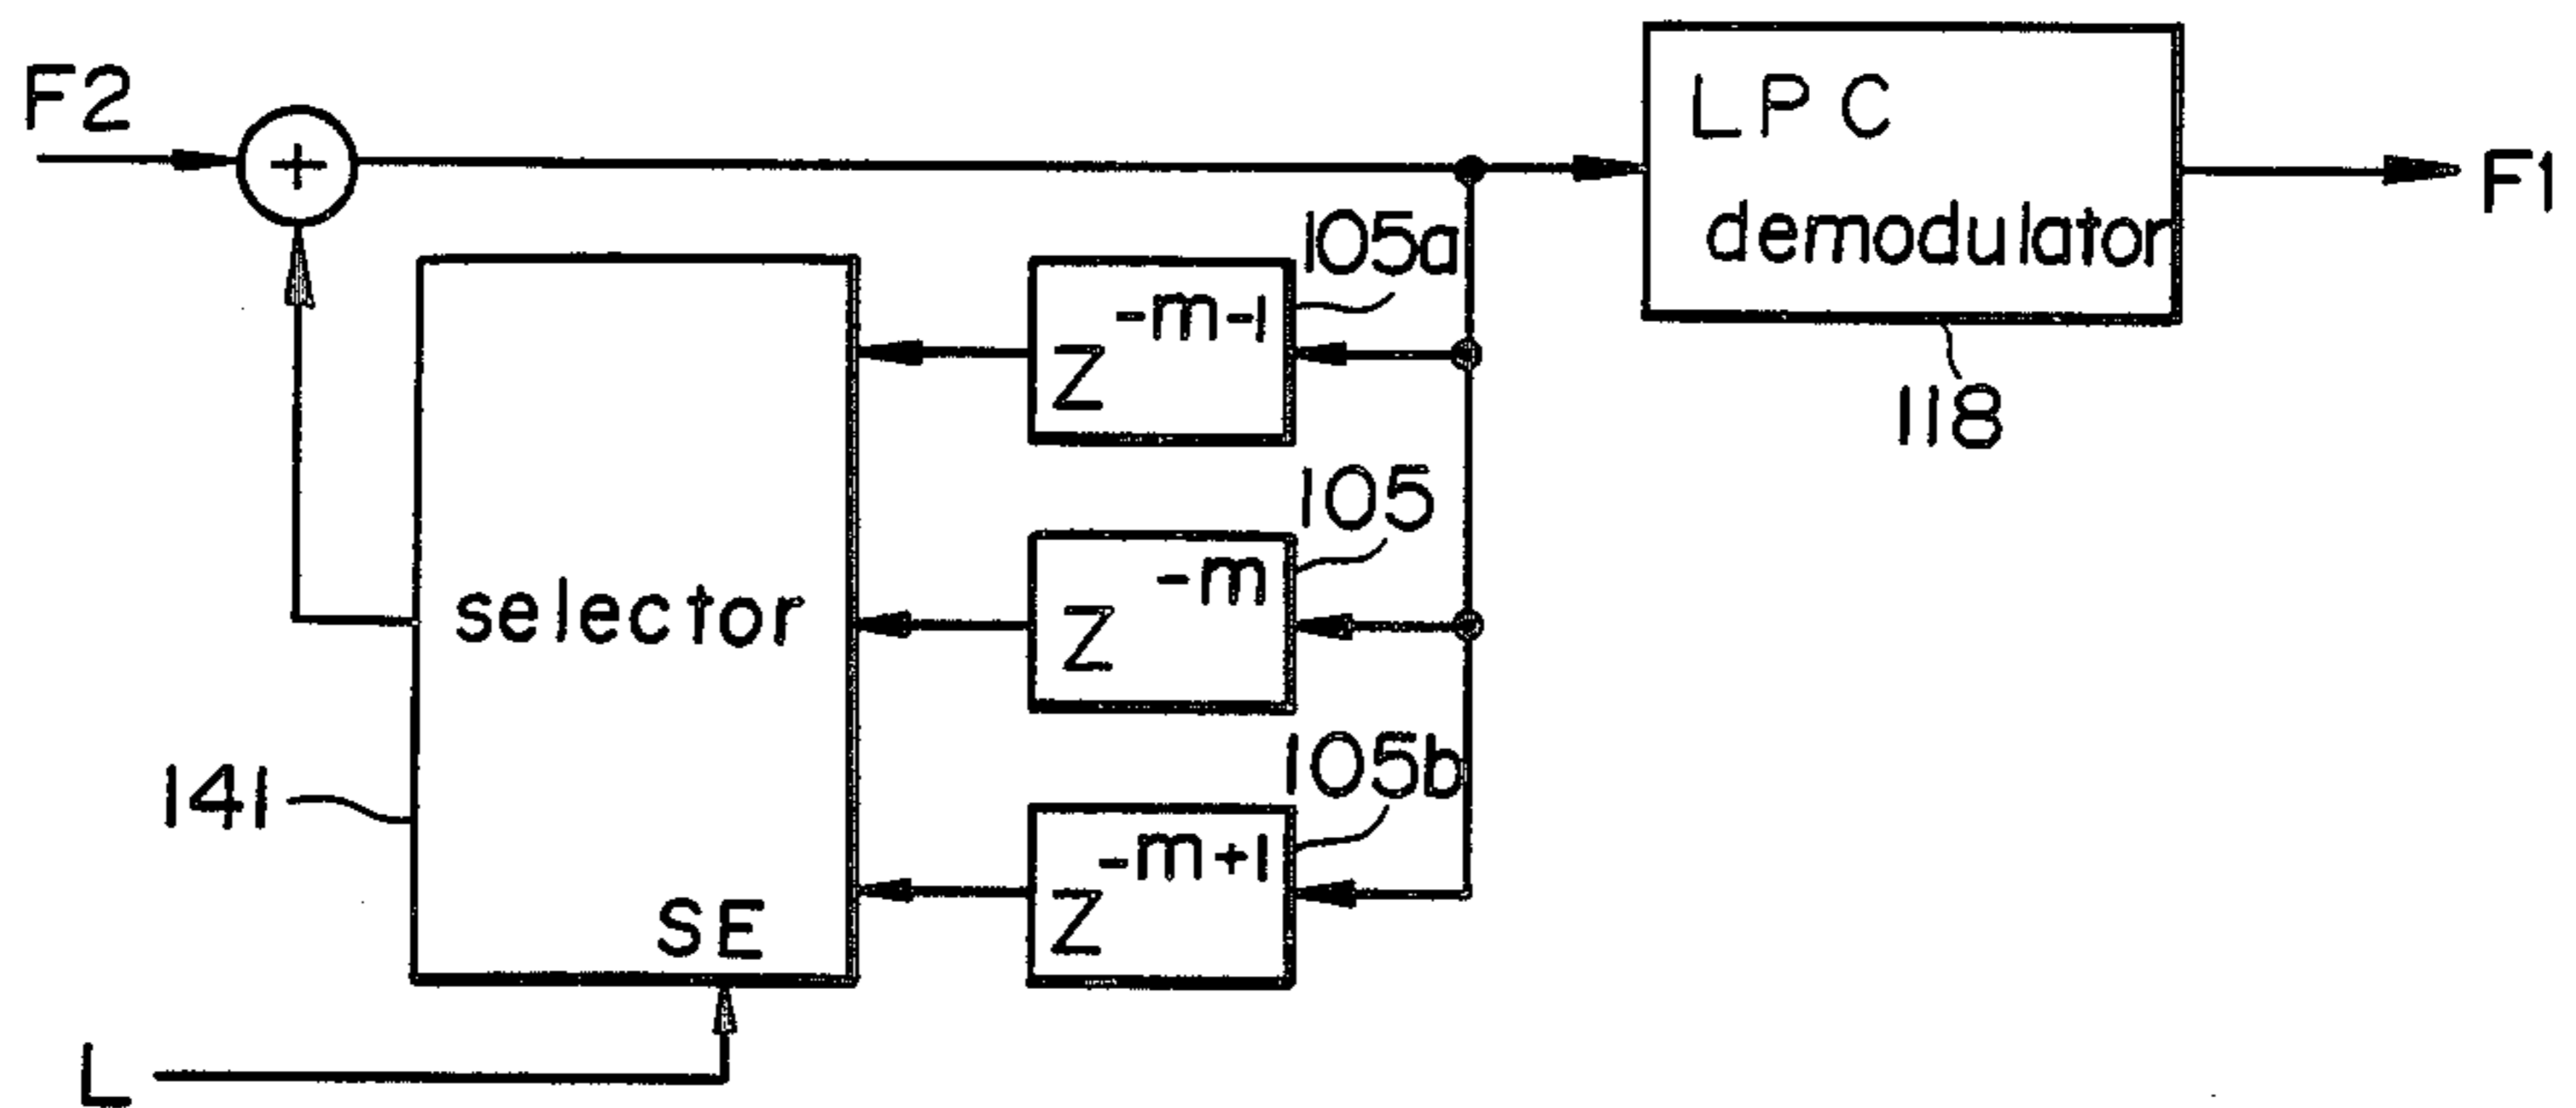 F2
+
LPC
demodulator
F1
118
105a
Z-m-1
105
selector
Z-m
105b
141
Z-m+1
SE
L